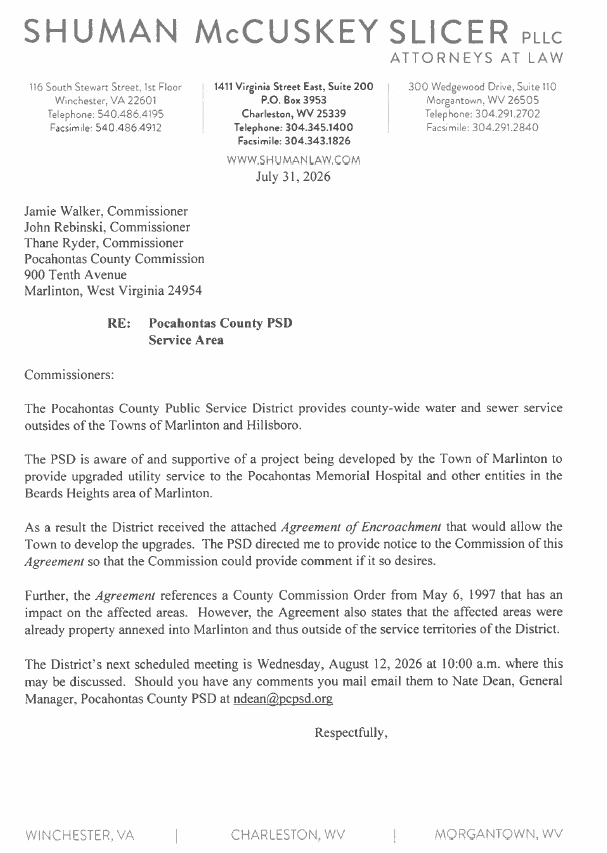 SHUMAN McCUSKEY SLICER PLLC
ATTORNEYS AT LAW
116 South Stewart Street, 1st Floor
Winchester, VA 22601
Telephone: 540.486.4195
Facsimile: 540.486.4912
1411 Virginia Street East, Suite 200
P.O. Box 3953
Charleston, WV 25339
Telephone: 304.345.1400
Facsimile: 304.343.1826
300 Wedgewood Drive, Suite 110
Morgantown, WV 26505
Telephone: 304.291.2702
Facsimile: 304.291.2840
WWW.SHUMANLAW.COM
July 31, 2026
Jamie Walker, Commissioner
John Rebinski, Commissioner
Thane Ryder, Commissioner
Pocahontas County Commission
900 Tenth Avenue
Marlinton, West Virginia 24954
RE: Pocahontas County PSD
Service Area
Commissioners:
The Pocahontas County Public Service District provides county-wide water and sewer service
outsides of the Towns of Marlinton and Hillsboro.
The PSD is aware of and supportive of a project being developed by the Town of Marlinton to
provide upgraded utility service to the Pocahontas Memorial Hospital and other entities in the
Beards Heights area of Marlinton.
As a result the District received the attached Agreement of Encroachment that would allow the
Town to develop the upgrades. The PSD directed me to provide notice to the Commission of this
Agreement so that the Commission could provide comment if it so desires.
Further, the Agreement references a County Commission Order from May 6, 1997 that has an
impact on the affected areas. However, the Agreement also states that the affected areas were
already property annexed into Marlinton and thus outside of the service territories of the District.
The District's next scheduled meeting is Wednesday, August 12, 2026 at 10:00 a.m. where this
may be discussed. Should you have any comments you mail email them to Nate Dean, General
Manager, Pocahontas County PSD at ndean@pcpsd.org
Respectfully,
WINCHESTER, VA | CHARLESTON, WV | MORGANTOWN, WV